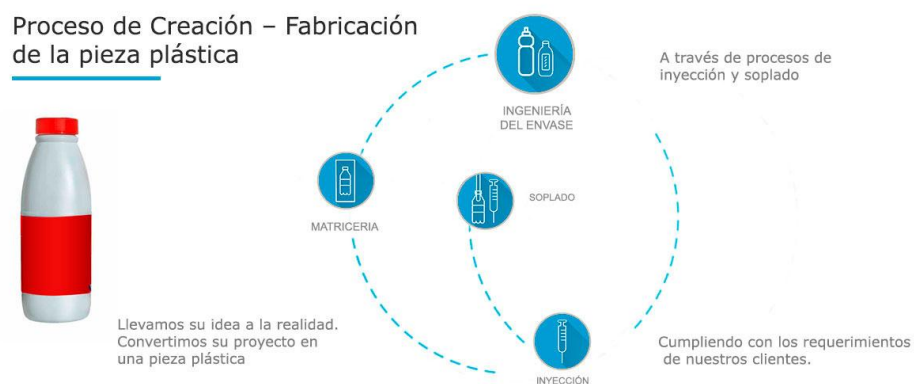 Proceso de Creación – Fabricación
de la pieza plástica
A través de procesos de
inyección y soplado
INGENIERÍA
DEL ENVASE
SOPLADO
MATRICERIA
Llevamos su idea a la realidad.
Convertimos su proyecto en
una pieza plástica
Cumpliendo con los requerimientos
de nuestros clientes.
INYECCIÓN